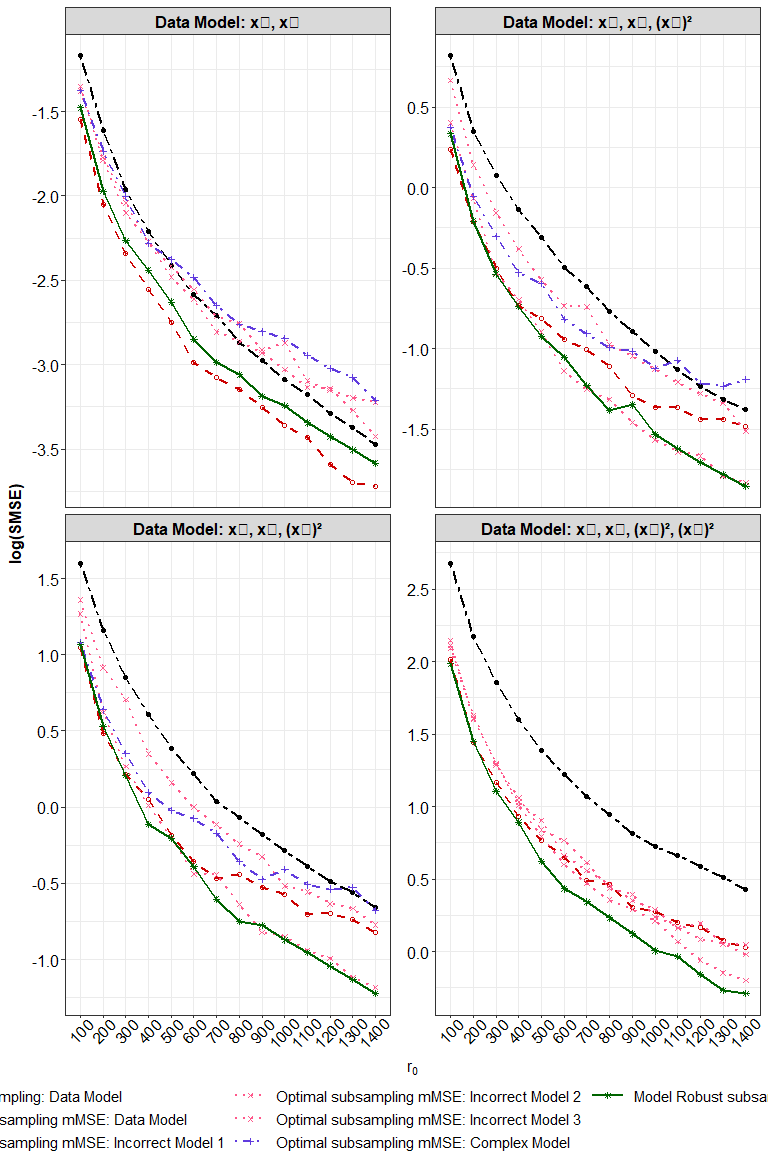 Data Model: x▯, x▯
Data Model: x▯, x▯, (x▯)²
-1.5
-2.0
-2.5
-3.0
-3.5
0.5
0.0
-0.5
-1.0
-1.5
Data Model: x▯, x▯, (x▯)²
Data Model: x▯, x▯, (x▯)², (x▯)²
1.5
1.0
0.5
0.0
-0.5
-1.0
2.5
2.0
1.5
1.0
0.5
0.0
log(SMSE)
100 200 300 400 500 600 700 800 900 1000 1100 1200 1300 1400
100 200 300 400 500 600 700 800 900 1000 1100 1200 1300 1400
r₀
mpling: Data Model
Optimal subsampling mMSE: Incorrect Model 2
Model Robust subsa
sampling mMSE: Data Model
Optimal subsampling mMSE: Incorrect Model 3
sampling mMSE: Incorrect Model 1
Optimal subsampling mMSE: Complex Model